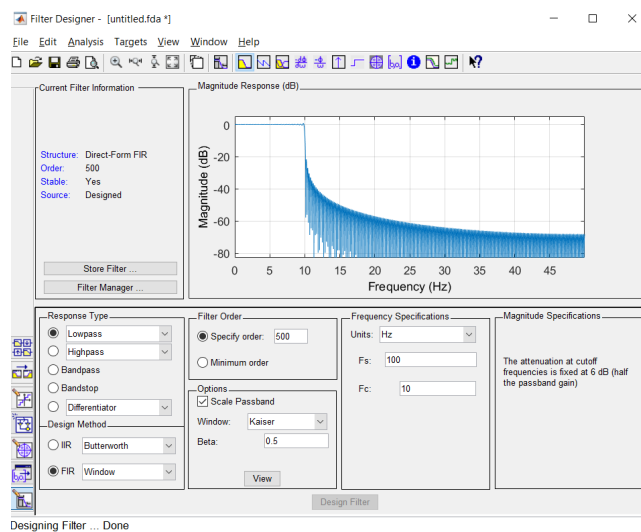 Filter Designer - [untitled.fda *]
File Edit Analysis Targets View Window Help
Current Filter Information
Structure: Direct-Form FIR
Order: 500
Stable: Yes
Source: Designed
Store Filter ...
Filter Manager ...
Magnitude Response (dB)
Magnitude (dB)
0
-20
-40
-60
-80
0 5 10 15 20 25 30 35 40 45
Frequency (Hz)
Response Type
Lowpass
Highpass
Bandpass
Bandstop
Differentiator
Design Method
IIR Butterworth
FIR Window
Filter Order
Specify order: 500
Minimum order
Options
Scale Passband
Window: Kaiser
Beta: 0.5
View
Frequency Specifications
Units: Hz
Fs: 100
Fc: 10
Magnitude Specifications
The attenuation at cutoff
frequencies is fixed at 6 dB (half
the passband gain)
Design Filter
Designing Filter ... Done